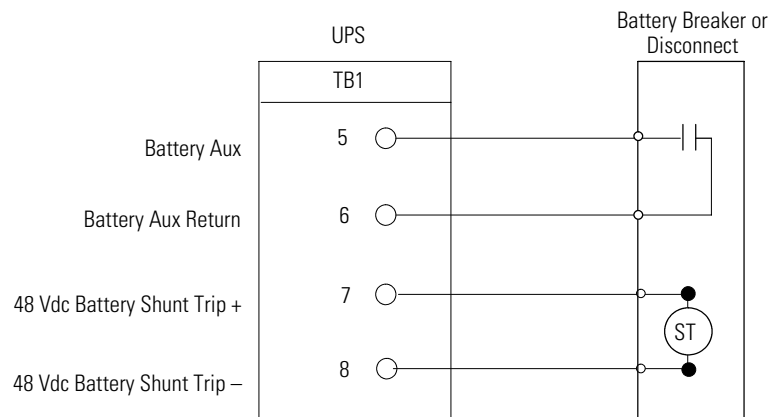 Battery Breaker or
Disconnect
UPS
TB1
Battery Aux
5
Battery Aux Return
6
48 Vdc Battery Shunt Trip +
7
ST
48 Vdc Battery Shunt Trip –
8